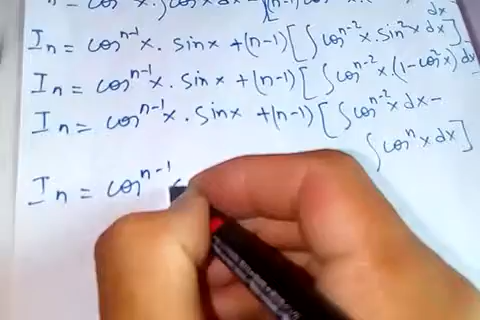 dx
Iₙ = cosⁿ⁻¹x . sinx + (n-1) [ ∫cosⁿ⁻²x . sin²x dx ]
Iₙ = cosⁿ⁻¹x . sinx + (n-1) [ ∫cosⁿ⁻²x . (1-cos²x) dx
Iₙ = cosⁿ⁻¹x . sinx + (n-1) [ ∫cosⁿ⁻²x dx -
∫cosⁿx dx ]
Iₙ = cosⁿ⁻¹